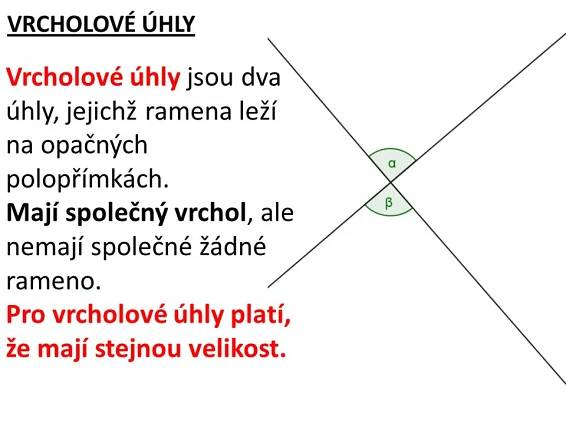 VRCHOLOVÉ ÚHLY
Vrcholové úhly jsou dva
úhly, jejichž ramena leží
na opačných
polopřímkách.
Mají společný vrchol, ale
nemají společné žádné
rameno.
Pro vrcholové úhly platí,
že mají stejnou velikost.
α
β